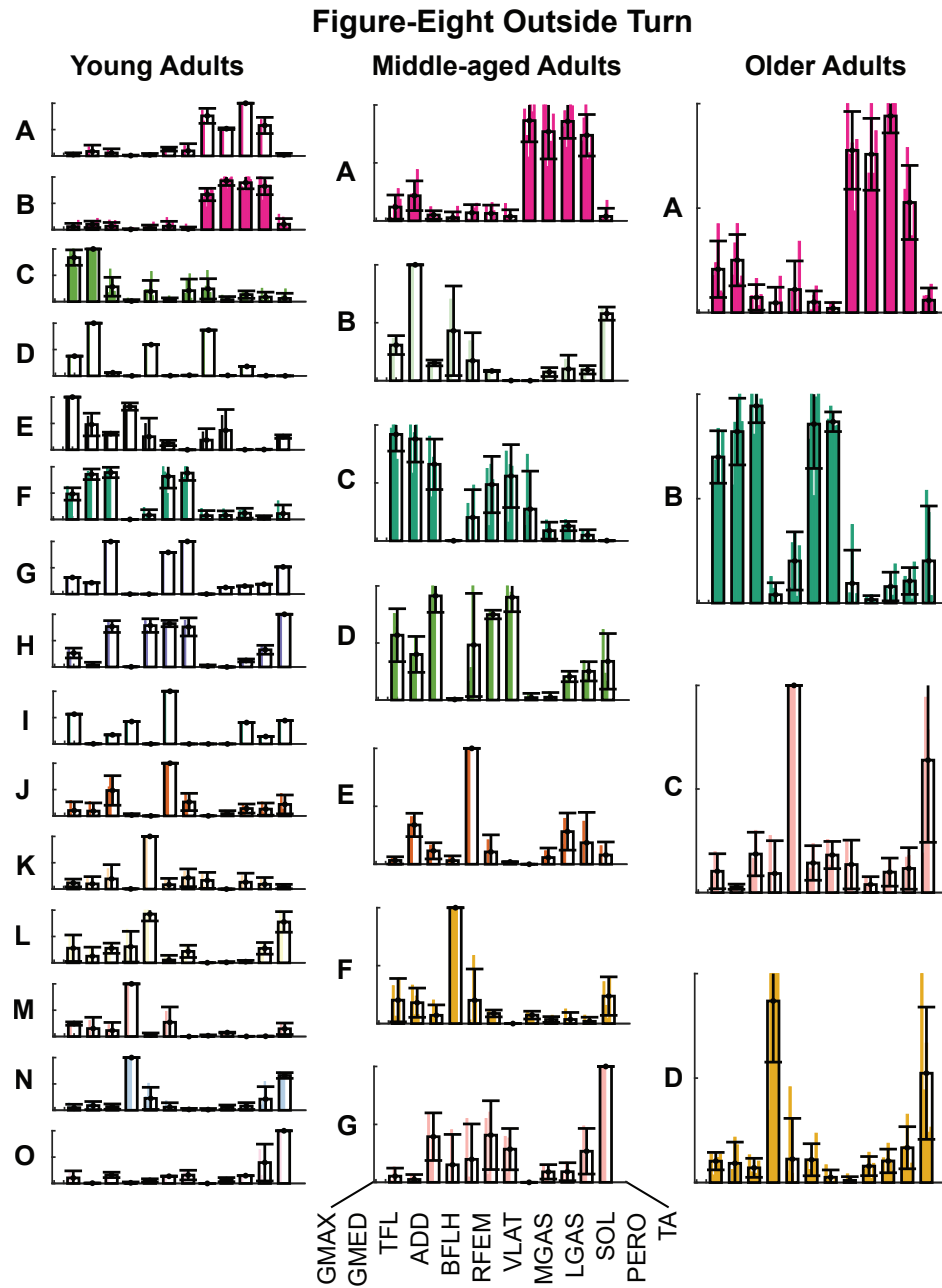 Figure-Eight Outside Turn
Young Adults
Middle-aged Adults
Older Adults
A
B
C
D
E
F
G
H
I
J
K
L
M
N
O
A
B
C
D
E
F
G
A
B
C
D
GMAX
GMED
TFL
ADD
BFLH
RFEM
VLAT
MGAS
LGAS
SOL
PERO
TA